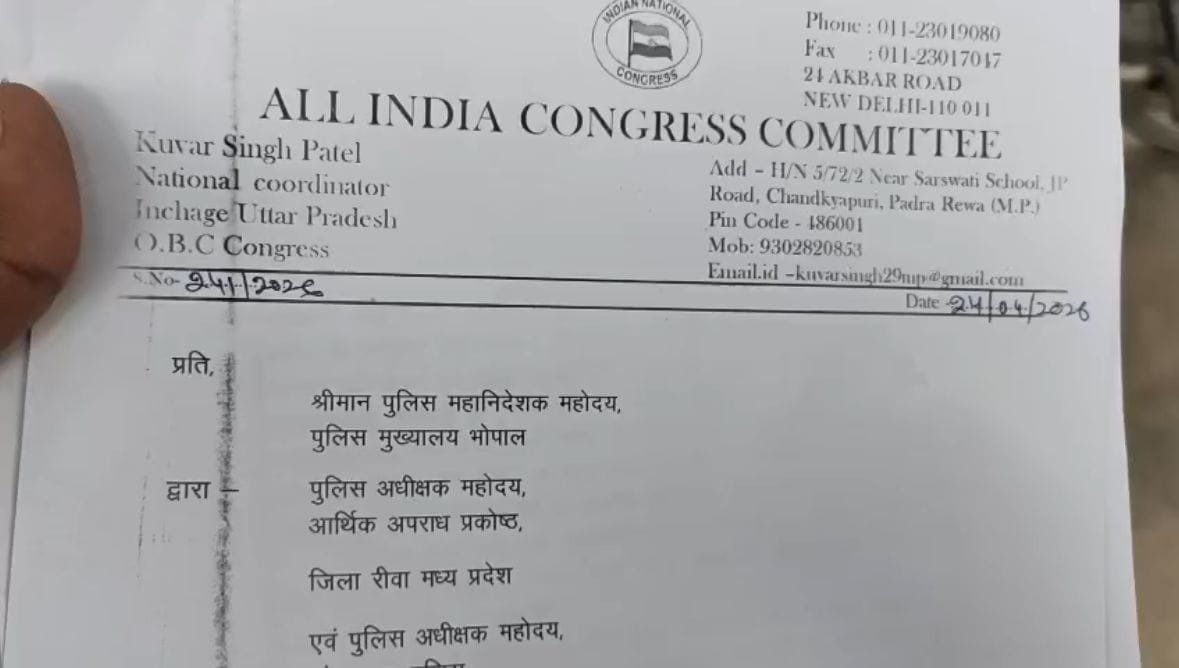 INDIAN NATIONAL
CONGRESS
Phone : 011-23019080
Fax : 011-23017047
24 AKBAR ROAD
NEW DELHI-110 011
ALL INDIA CONGRESS COMMITTEE
Kuvar Singh Patel
National coordinator
Inchage Uttar Pradesh
O.B.C Congress
Add - H/N 5/72/2 Near Sarswati School, JP
Road, Chandkyapuri, Padra Rewa (M.P.)
Pin Code - 486001
Mob: 9302820853
Email.id -kuvarsingh29mp@gmail.com
S.No- 241/2026
Date -24/04/2026
प्रति,
श्रीमान पुलिस महानिदेशक महोदय,
पुलिस मुख्यालय भोपाल
द्वारा – पुलिस अधीक्षक महोदय,
आर्थिक अपराध प्रकोष्ठ,
जिला रीवा मध्य प्रदेश
एवं पुलिस अधीक्षक महोदय,